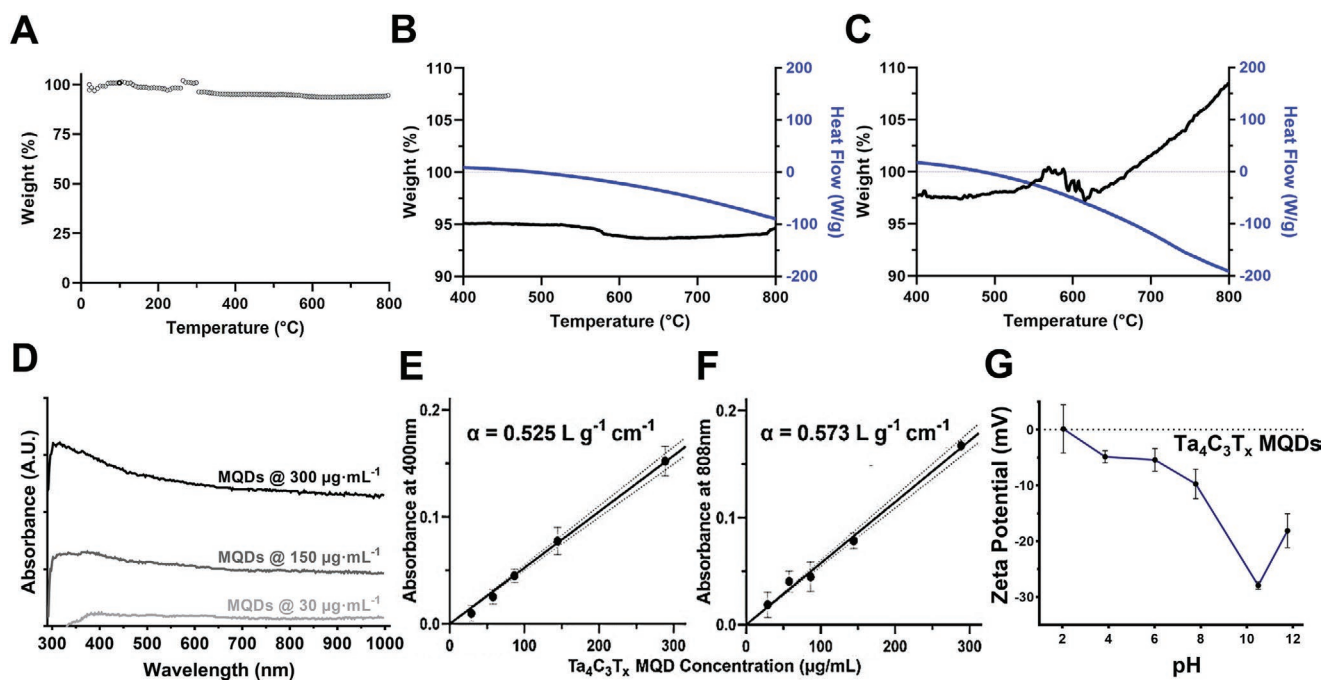 A
Weight (%)
100
75
50
25
0
0
200
400
600
800
Temperature (°C)
B
Weight (%)
110
105
100
95
90
400
500
600
700
800
Temperature (°C)
200
100
0
-100
-200
Heat Flow (W/g)
C
Weight (%)
110
105
100
95
90
400
500
600
700
800
Temperature (°C)
200
100
0
-100
-200
Heat Flow (W/g)
D
Absorbance (A.U.)
MQDs @ 300 µg·mL⁻¹
MQDs @ 150 µg·mL⁻¹
MQDs @ 30 µg·mL⁻¹
300 400 500 600 700 800 900 1000
Wavelength (nm)
E
Absorbance at 400nm
0.2
0.1
0.0
α = 0.525 L g⁻¹ cm⁻¹
0
100
200
300
F
Absorbance at 808nm
0.2
0.1
0.0
α = 0.573 L g⁻¹ cm⁻¹
0
100
200
300
Ta₄C₃Tₓ MQD Concentration (µg/mL)
G
Zeta Potential (mV)
0
-10
-20
-30
Ta₄C₃Tₓ MQDs
2
4
6
8
10
12
pH